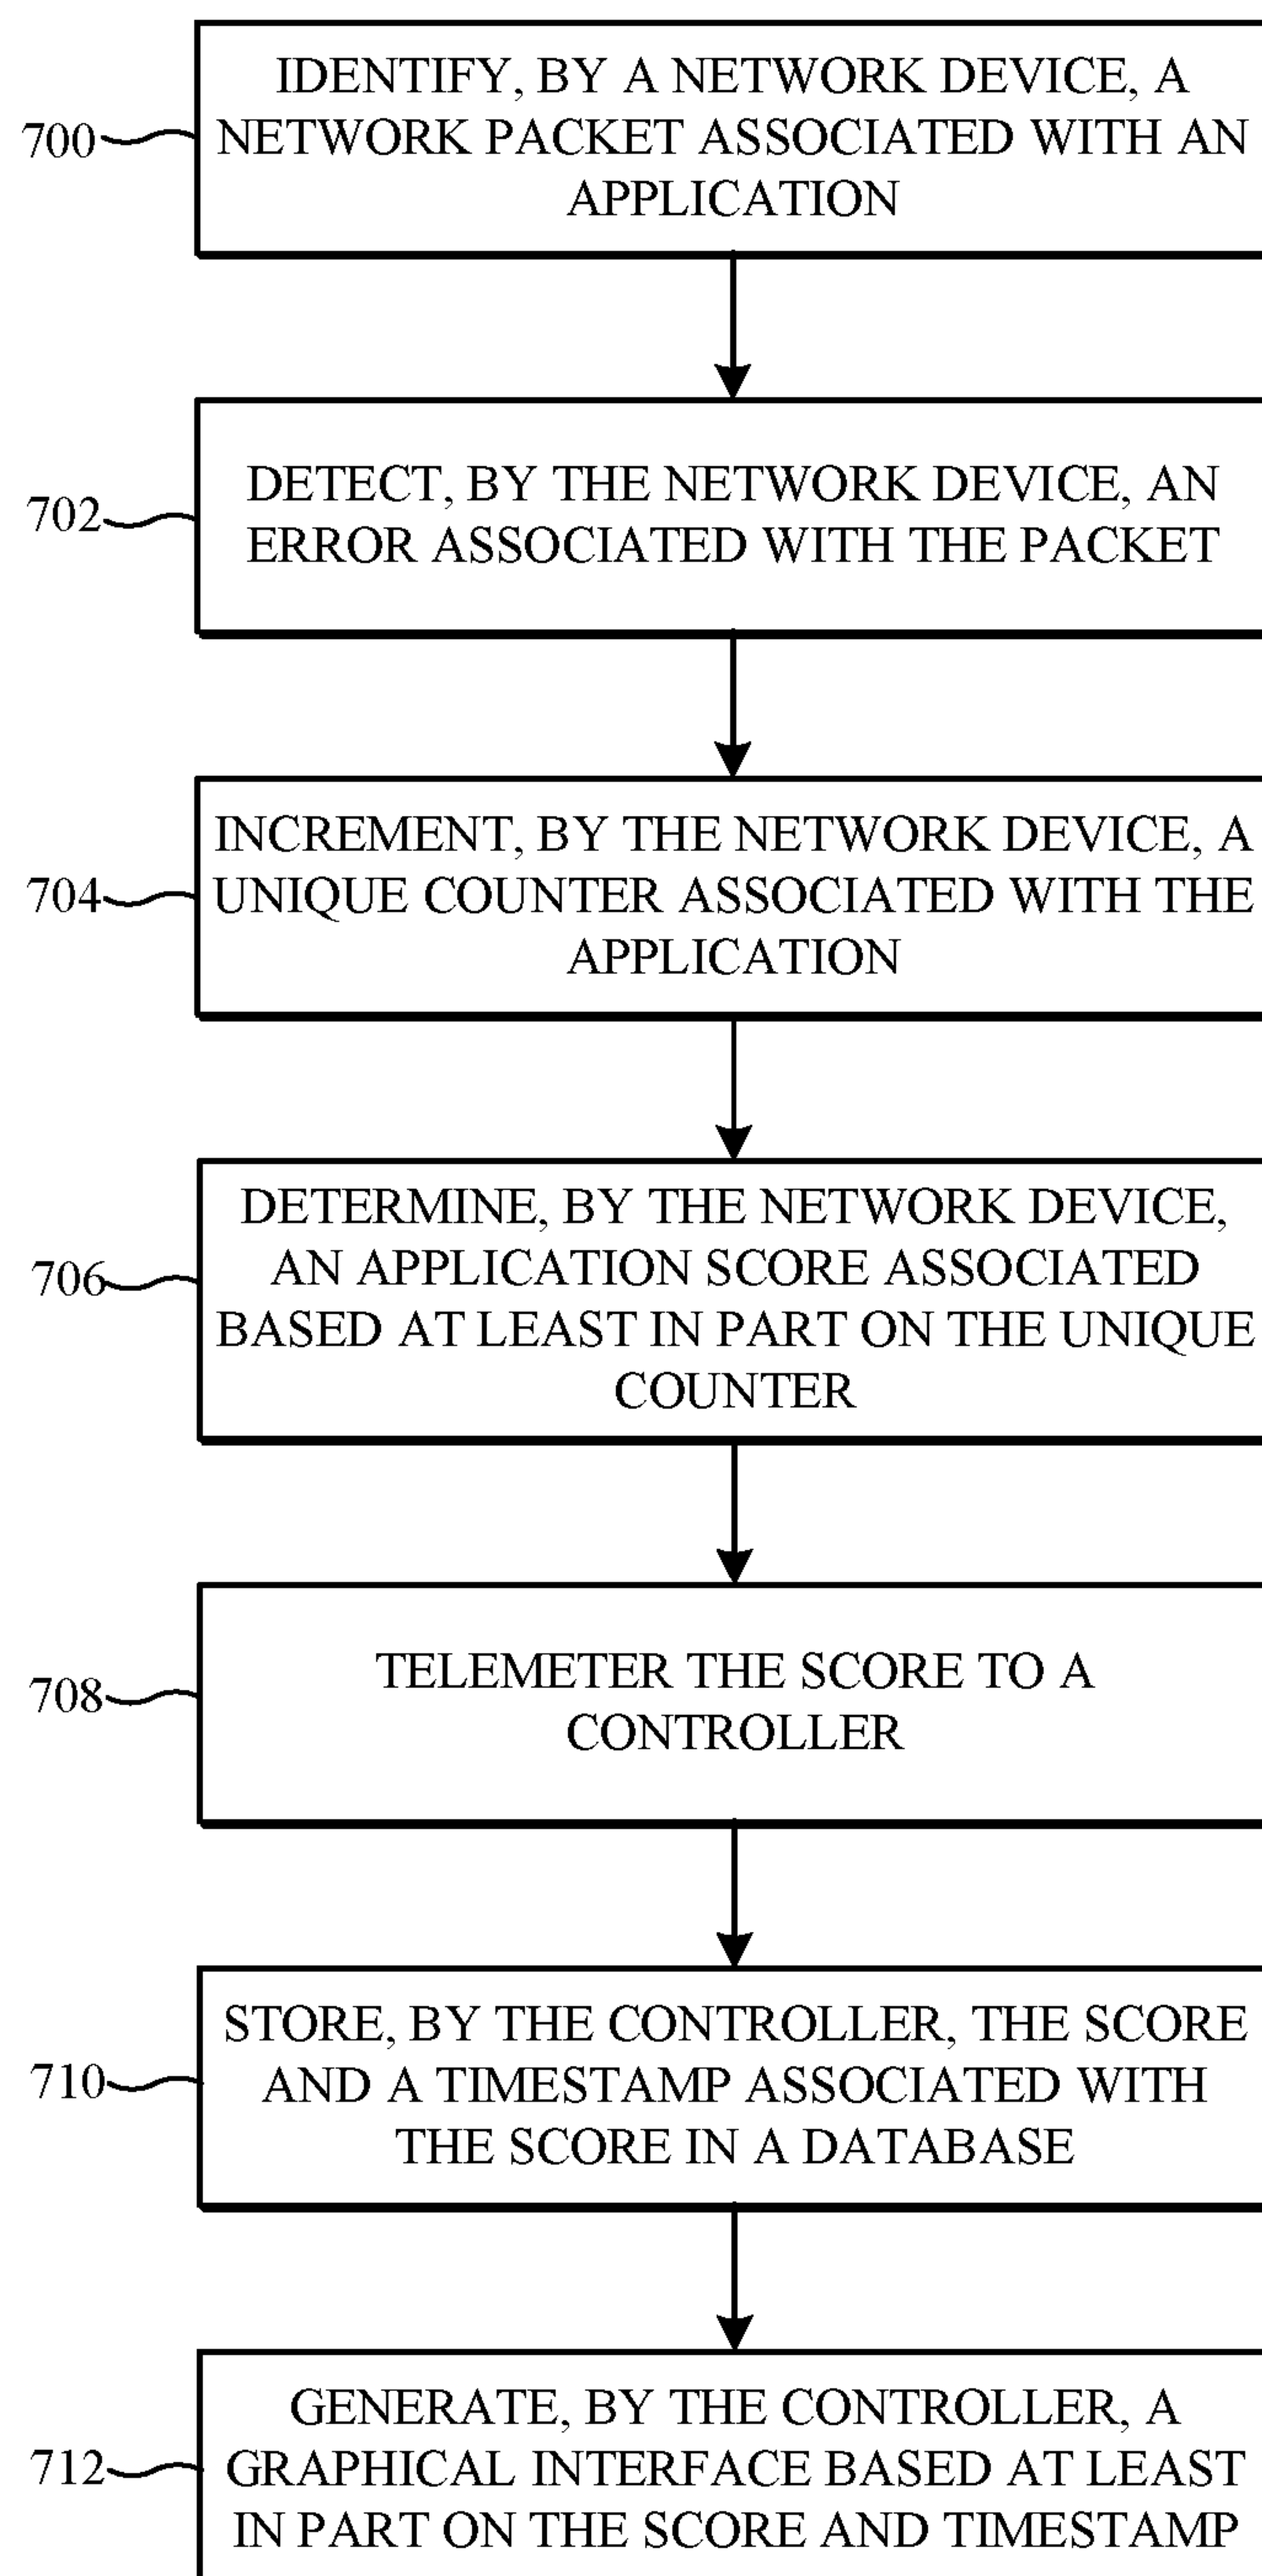 IDENTIFY, BY A NETWORK DEVICE, A
700
NETWORK PACKET ASSOCIATED WITH AN
APPLICATION
DETECT, BY THE NETWORK DEVICE, AN
702
ERROR ASSOCIATED WITH THE PACKET
INCREMENT, BY THE NETWORK DEVICE, A
704
UNIQUE COUNTER ASSOCIATED WITH THE
APPLICATION
DETERMINE, BY THE NETWORK DEVICE,
706
AN APPLICATION SCORE ASSOCIATED
BASED AT LEAST IN PART ON THE UNIQUE
COUNTER
708
TELEMETER THE SCORE TO A
CONTROLLER
STORE, BY THE CONTROLLER, THE SCORE
710
AND A TIMESTAMP ASSOCIATED WITH
THE SCORE IN A DATABASE
GENERATE, BY THE CONTROLLER, A
712
GRAPHICAL INTERFACE BASED AT LEAST
IN PART ON THE SCORE AND TIMESTAMP